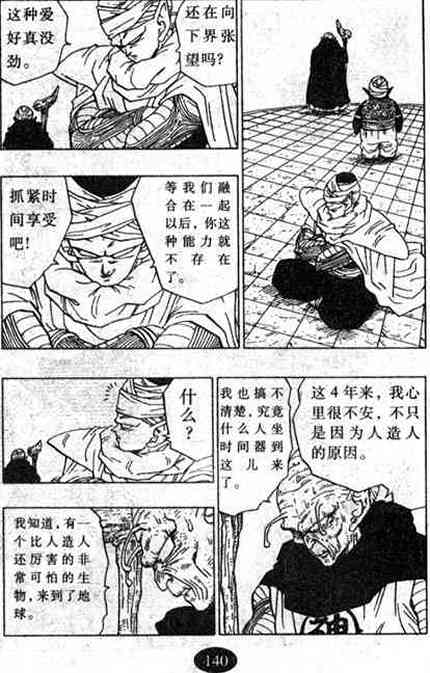 还在向
下界张
望吗?
这种爱
好真没
劲。
等我们融
合在一起
以后,你这
种能力就
不存在
了。
抓紧时
间享受
吧!
这4年来,我心
里很不安,不只
是因为人造人
的原因。
我也搞不
清楚,究竟
什么人坐
时间器到
这儿来
了。
神
什么?
我知道,有一
个比人造人
还厉害的非
常可怕的生
物,来到了地
球。
140